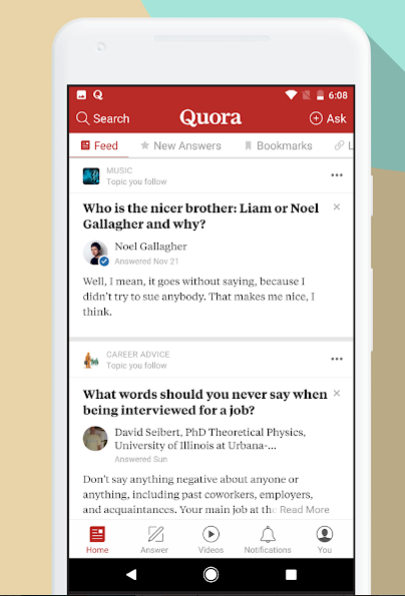 Q
6:08
Search
Quora
Ask
Feed
New Answers
Bookmarks
L
MUSIC
Topic you follow
Who is the nicer brother: Liam or Noel
Gallagher and why?
Noel Gallagher
Answered Nov 21
Well, I mean, it goes without saying, because I
didn't try to sue anybody. That makes me nice, I
think.
CAREER ADVICE
Topic you follow
What words should you never say when
being interviewed for a job?
David Seibert, PhD Theoretical Physics,
University of Illinois at Urbana-...
Answered Sun
Don't say anything negative about anyone or
anything, including past coworkers, employers,
and acquaintances. Your main job at the Read More
Home
Answer
Videos
Notifications
You